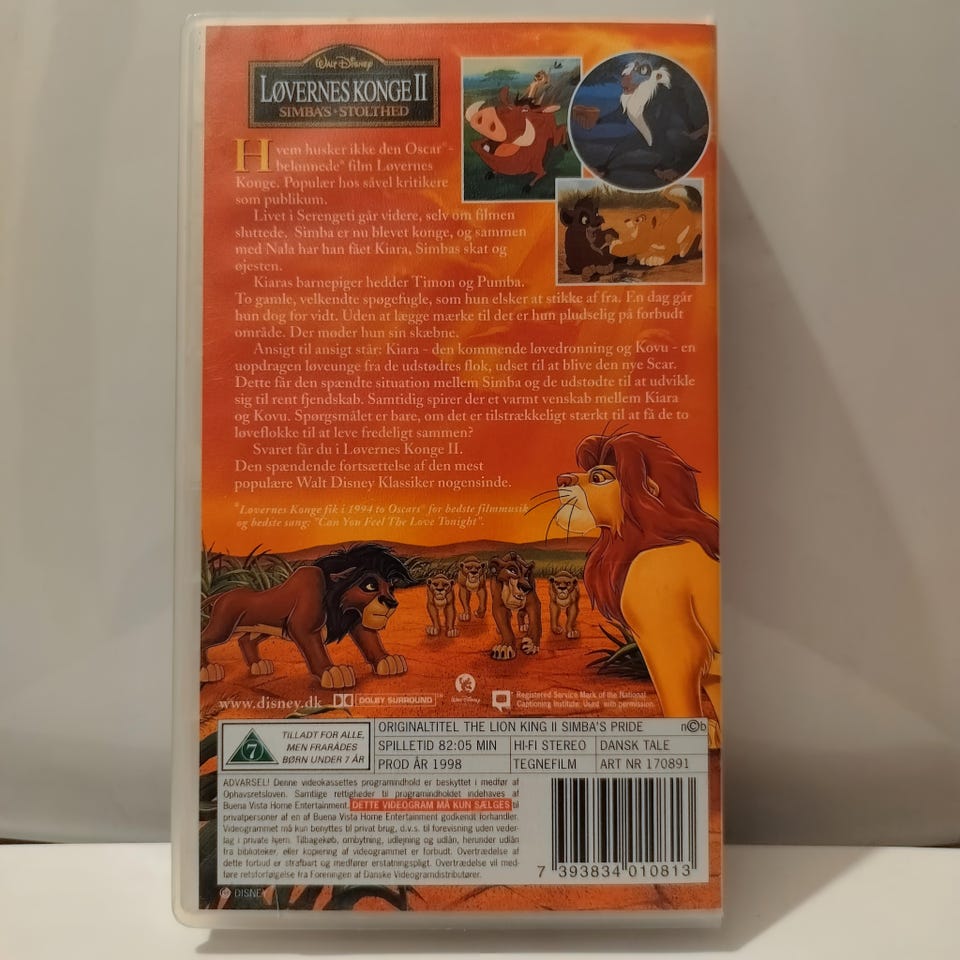 WALT DISNEY
LØVERNES KONGE II
SIMBA'S STOLTHED
Hvem husker ikke den Oscar®-
belønnede* film Løvernes
Konge. Populær hos såvel kritikere
som publikum.
Livet i Serengeti går videre, selv om filmen
sluttede. Simba er nu blevet konge, og sammen
med Nala har han fået Kiara, Simbas skat og
øjesten.
Kiaras barnepiger hedder Timon og Pumba.
To gamle, velkendte spøgefugle, som hun elsker at stikke af fra. En dag går
hun dog for vidt. Uden at lægge mærke til det er hun pludselig på forbudt
område. Der møder hun sin skæbne.
Ansigt til ansigt står: Kiara - den kommende løvedronning og Kovu - en
uopdragen løveunge fra de udstødtes flok, udset til at blive den nye Scar.
Dette får den spændte situation mellem Simba og de udstødte til at udvikle
sig til rent fjendskab. Samtidig spirer der et varmt venskab mellem Kiara
og Kovu. Spørgsmålet er bare, om det er tilstrækkeligt stærkt til at få de to
løveflokke til at leve fredeligt sammen?
Svaret får du i Løvernes Konge II.
Den spændende fortsættelse af den mest
populære Walt Disney Klassiker nogensinde.
*Løvernes Konge fik i 1994 to Oscars® for bedste filmmusik
og bedste sang: "Can You Feel The Love Tonight".
www.disney.dk DOLBY SURROUND Registered Service Mark of the National
Captioning Institute. Used with permission.
7 TILLADT FOR ALLE,
MEN FRARÅDES
BØRN UNDER 7 ÅR
ORIGINALTITEL THE LION KING II SIMBA'S PRIDE n©b
SPILLETID 82:05 MIN HI-FI STEREO DANSK TALE
PROD ÅR 1998 TEGNEFILM ART NR 170891
ADVARSEL! Denne videokassettes programindhold er beskyttet i medfør af
Ophavsretsloven. Samtlige rettigheder til programindholdet indehaves af
Buena Vista Home Entertainment. DETTE VIDEOGRAM MÅ KUN SÆLGES til
privatpersoner af en af Buena Vista Home Entertainment godkendt forhandler.
Videogrammet må kun benyttes til privat brug, d.v.s. til forevisning uden veder-
lag i private hjem. Tilbagekøb, ombytning, udlejning og udlån, herunder udlån
fra biblioteker, eller kopiering af videogrammet er forbudt. Overtrædelse af
dette forbud er strafbart og medfører erstatningspligt. Overtrædelse vil med-
føre retsforfølgelse fra Foreningen af Danske Videogramdistributører.
7 393834 010813
© DISNEY